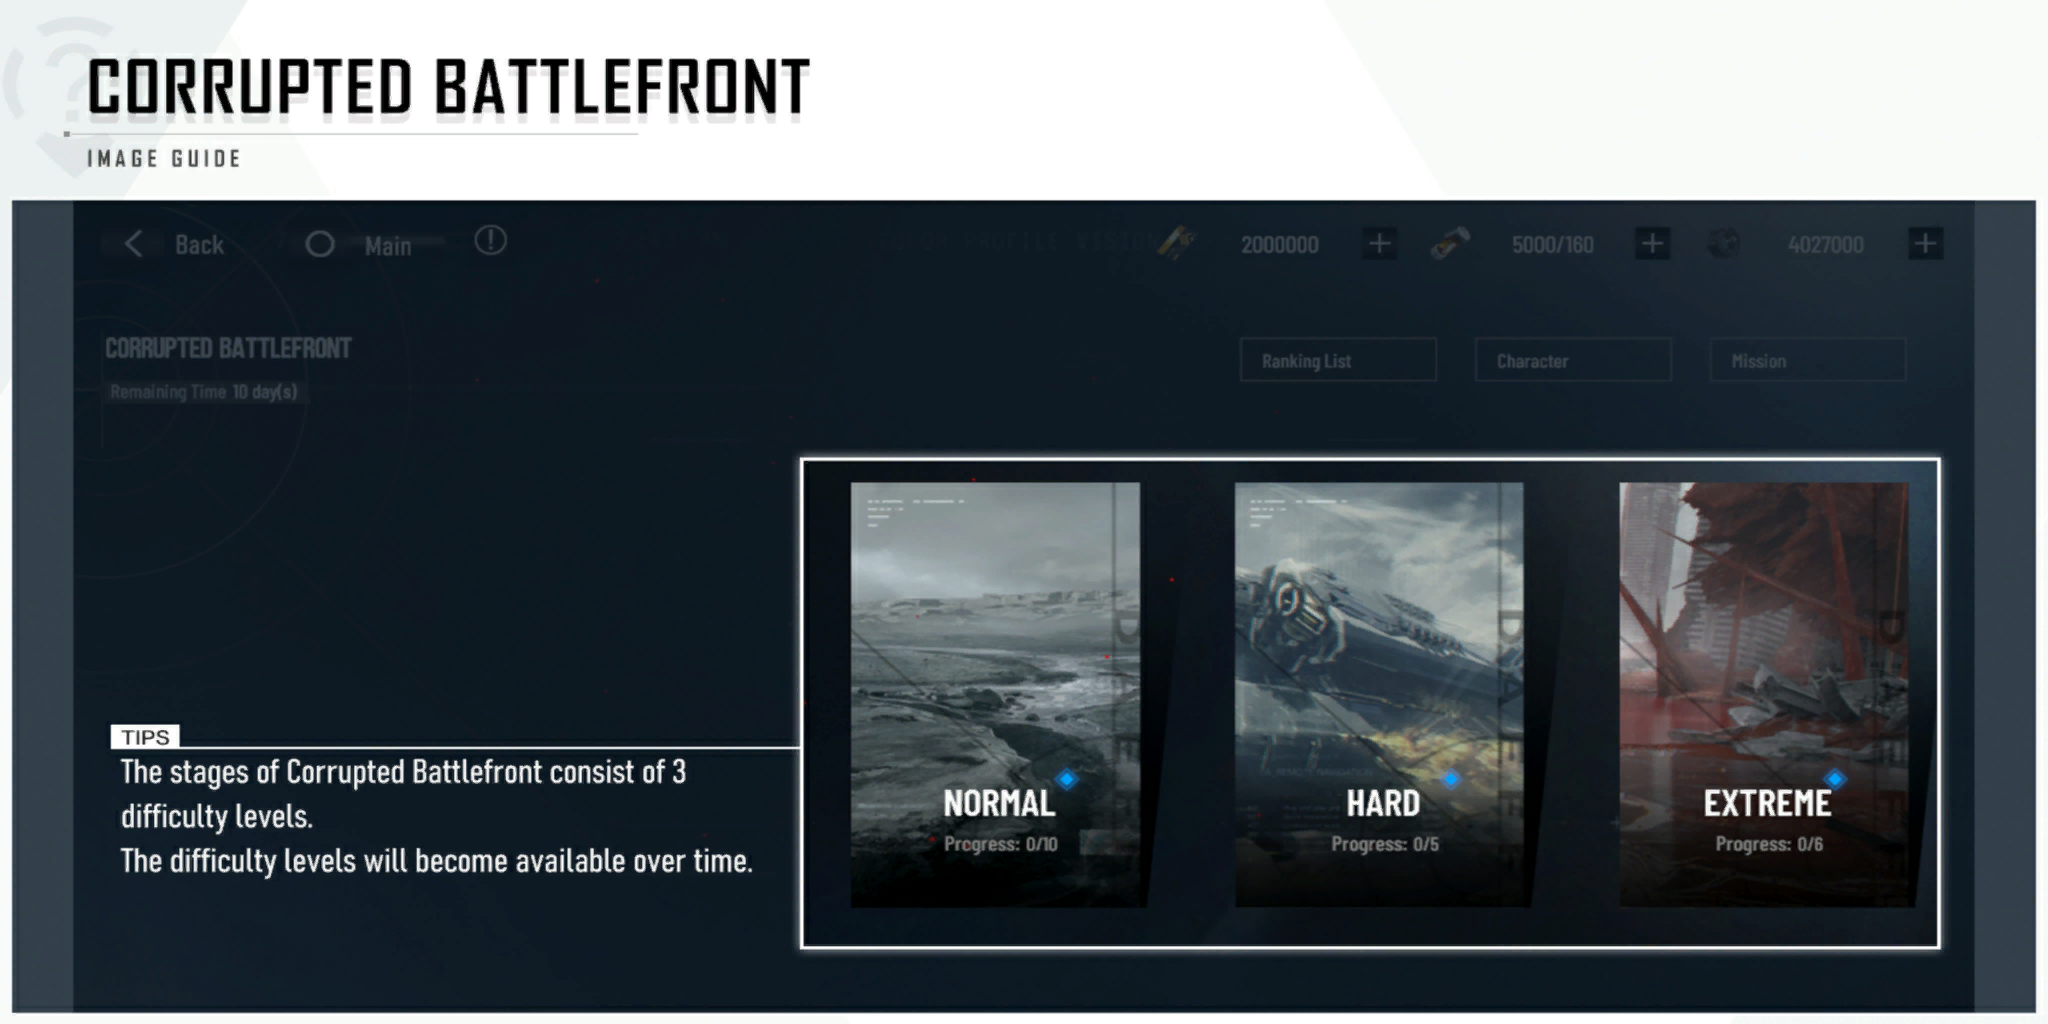 CORRUPTED BATTLEFRONT
IMAGE GUIDE
Back
Main
2000000
5000/160
4027000
CORRUPTED BATTLEFRONT
Remaining Time 10 day(s)
Ranking List
Character
Mission
TIPS
The stages of Corrupted Battlefront consist of 3
difficulty levels.
The difficulty levels will become available over time.
NORMAL
Progress: 0/10
HARD
Progress: 0/5
EXTREME
Progress: 0/6